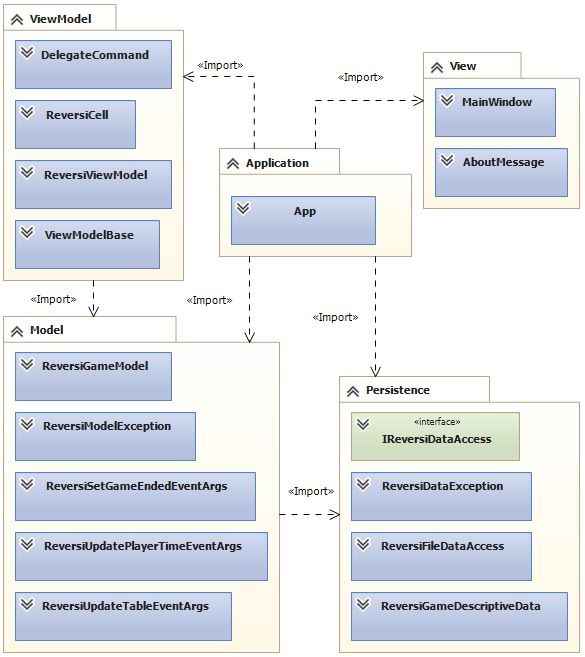 ViewModel
DelegateCommand
ReversiCell
ReversiViewModel
ViewModelBase
«Import»
«Import»
View
MainWindow
AboutMessage
Application
App
«Import»
«Import»
«Import»
Model
ReversiGameModel
ReversiModelException
ReversiSetGameEndedEventArgs
ReversiUpdatePlayerTimeEventArgs
ReversiUpdateTableEventArgs
«Import»
Persistence
«interface»
IReversiDataAccess
ReversiDataException
ReversiFileDataAccess
ReversiGameDescriptiveData